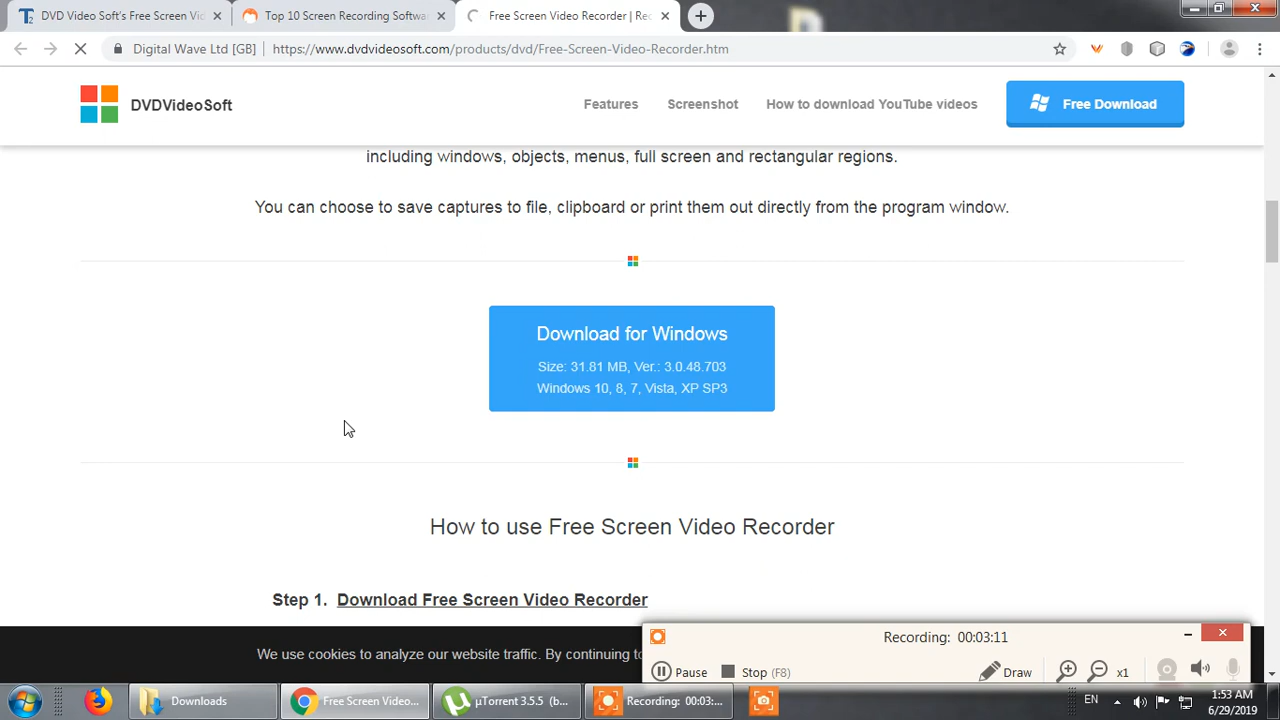 DVD Video Soft's Free Screen Vi
Top 10 Screen Recording Softwa
Free Screen Video Recorder | Rec
Digital Wave Ltd [GB]
https://www.dvdvideosoft.com/products/dvd/Free-Screen-Video-Recorder.htm
DVDVideoSoft
Features
Screenshot
How to download YouTube videos
Free Download
including windows, objects, menus, full screen and rectangular regions.
You can choose to save captures to file, clipboard or print them out directly from the program window.
Download for Windows
Size: 31.81 MB, Ver.: 3.0.48.703
Windows 10, 8, 7, Vista, XP SP3
How to use Free Screen Video Recorder
Step 1. Download Free Screen Video Recorder
We use cookies to analyze our website traffic. By continuing to
Recording: 00:03:11
Pause
Stop (F8)
Draw
x1
Downloads
Free Screen Video...
µTorrent 3.5.5 (b...
Recording: 00:03:...
EN
1:53 AM
6/29/2019